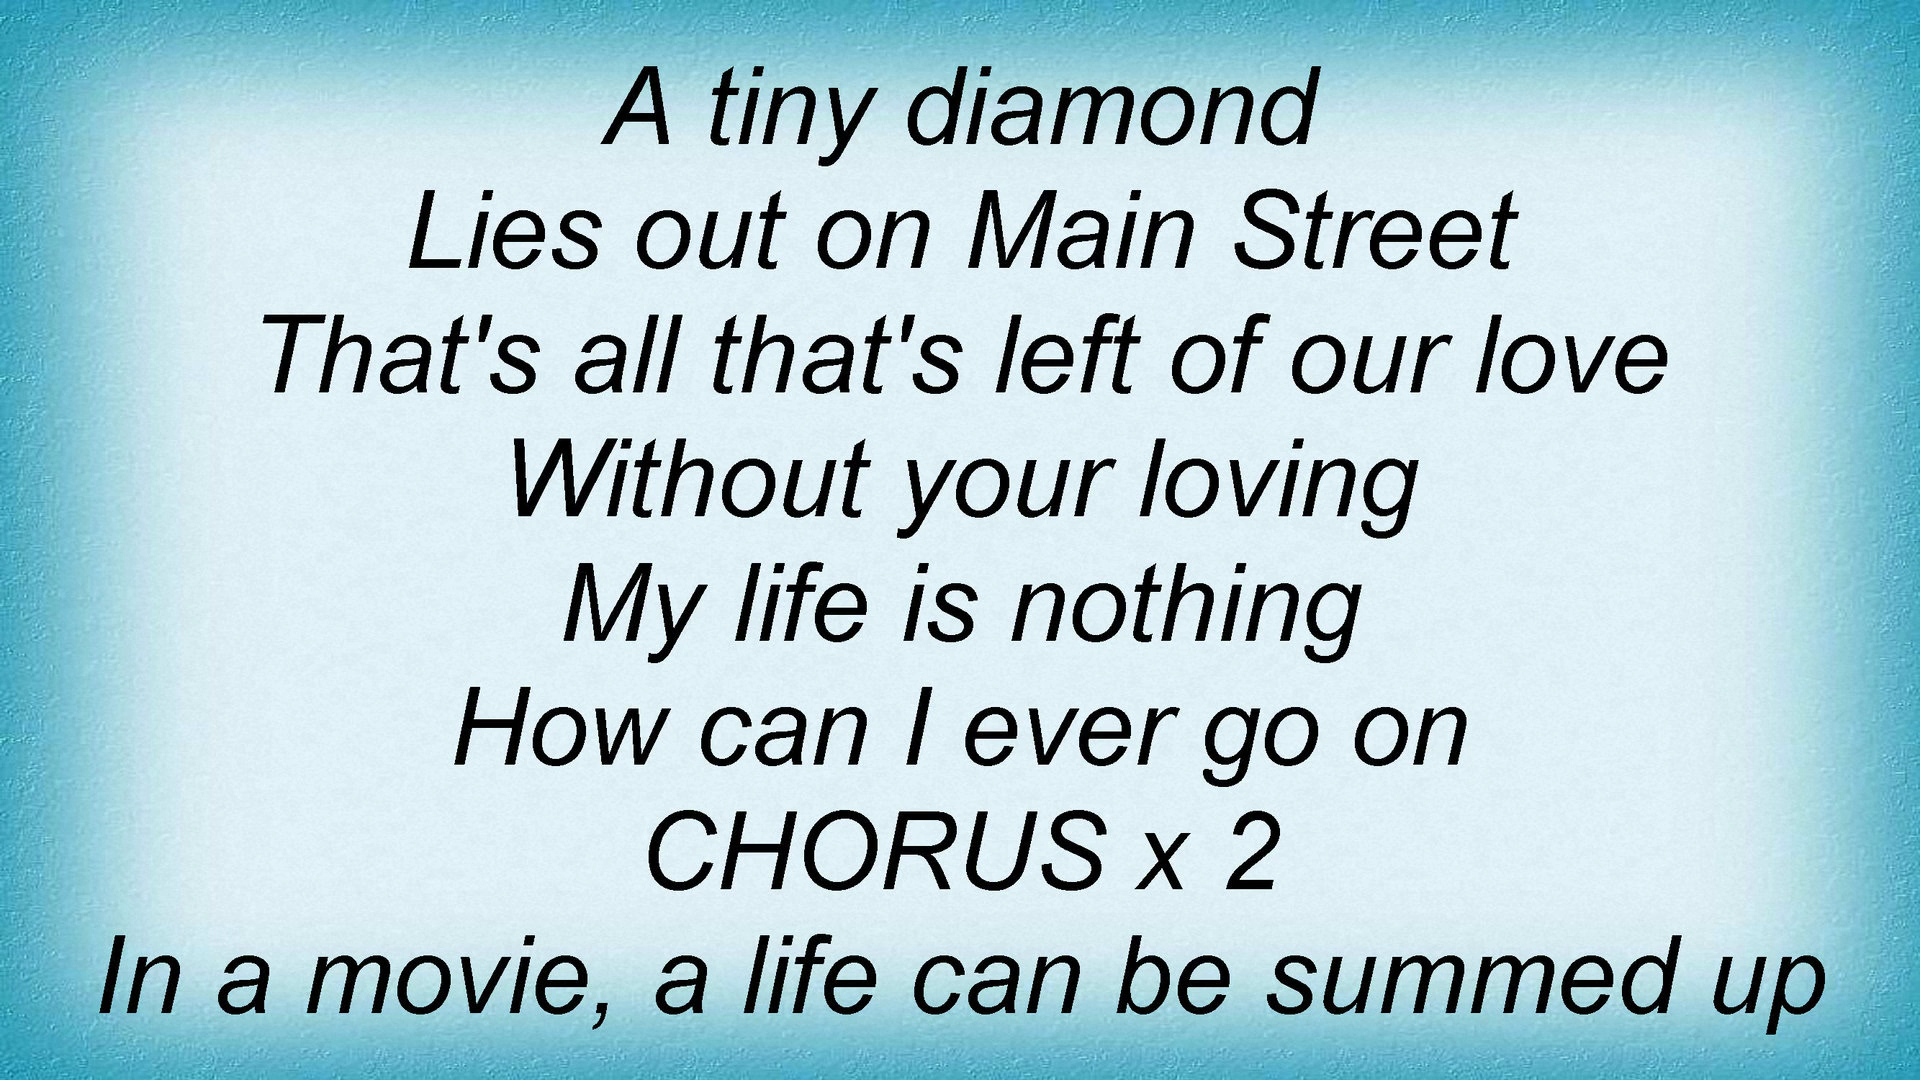 A tiny diamond
Lies out on Main Street
That's all that's left of our love
Without your loving
My life is nothing
How can I ever go on
CHORUS x 2
In a movie, a life can be summed up